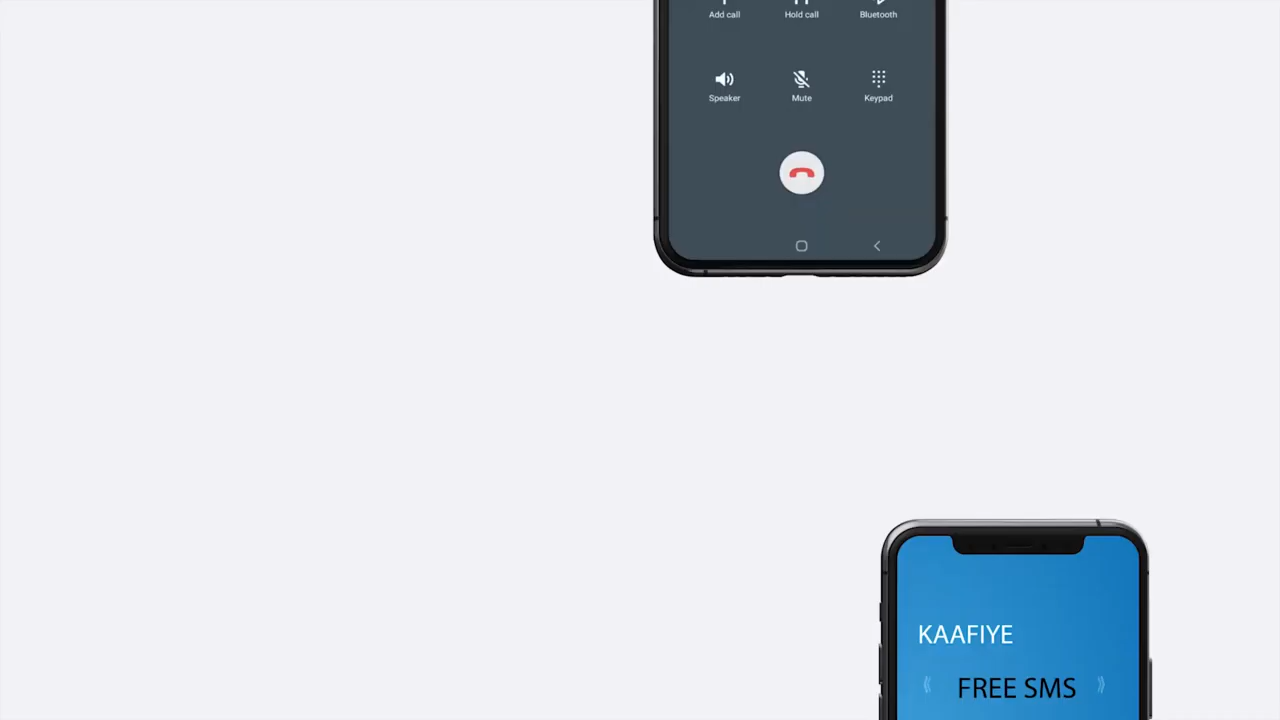 Add call Hold call Bluetooth
Speaker Mute Keypad
KAAFIYE
FREE SMS